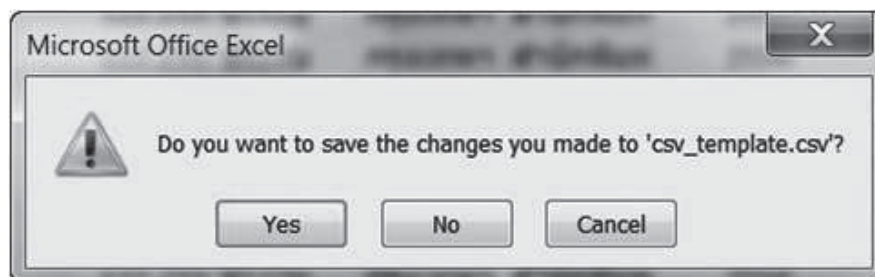 Microsoft Office Excel
Do you want to save the changes you made to 'csv_template.csv'?
Yes
No
Cancel